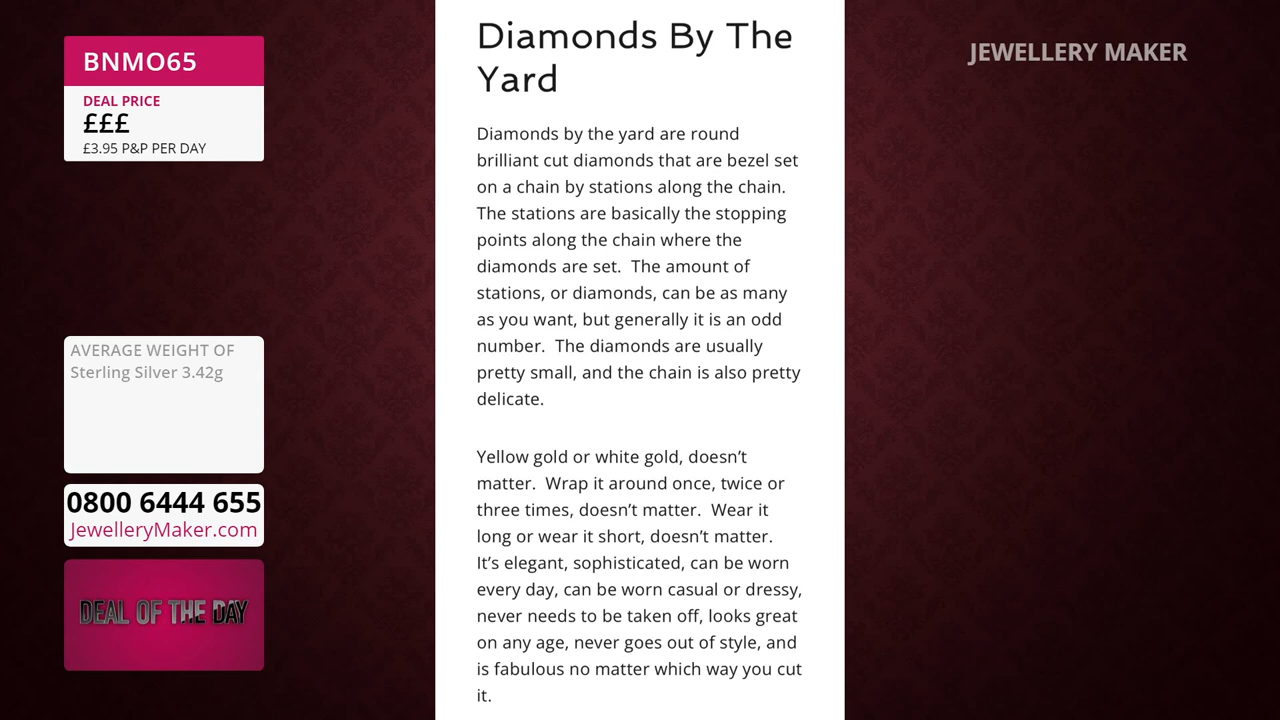 BNMO65
DEAL PRICE
£££
£3.95 P&P PER DAY
AVERAGE WEIGHT OF
Sterling Silver 3.42g
0800 6444 655
JewelleryMaker.com
DEAL OF THE DAY
Diamonds By The
Yard
Diamonds by the yard are round
brilliant cut diamonds that are bezel set
on a chain by stations along the chain.
The stations are basically the stopping
points along the chain where the
diamonds are set.  The amount of
stations, or diamonds, can be as many
as you want, but generally it is an odd
number.  The diamonds are usually
pretty small, and the chain is also pretty
delicate.
Yellow gold or white gold, doesn’t
matter.  Wrap it around once, twice or
three times, doesn’t matter.  Wear it
long or wear it short, doesn’t matter.
It’s elegant, sophisticated, can be worn
every day, can be worn casual or dressy,
never needs to be taken off, looks great
on any age, never goes out of style, and
is fabulous no matter which way you cut
it.
JEWELLERY MAKER